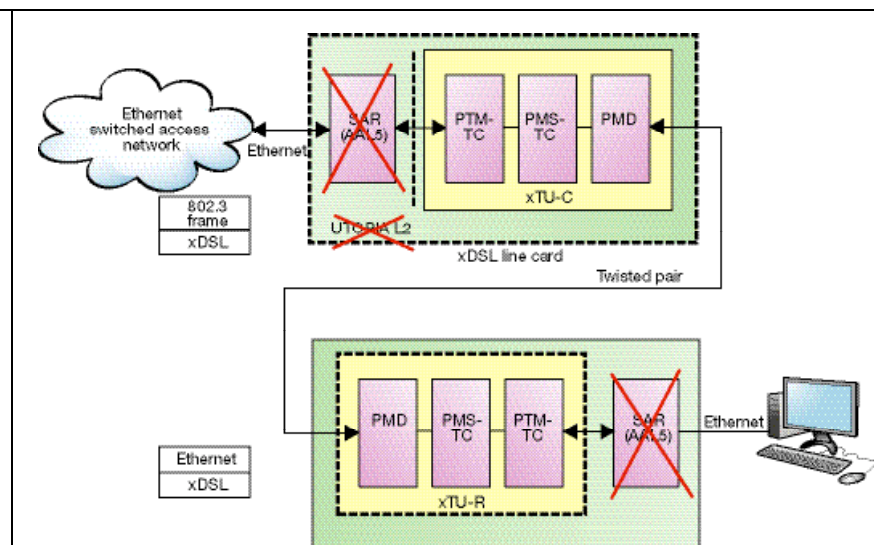 Ethernet
switched access
network
Ethernet
SAR
(AAL5)
PTM-
TC
PMS-
TC
PMD
xTU-C
UTOPIA L2
xDSL line card
802.3
frame
xDSL
Twisted pair
PMD
PMS-
TC
PTM-
TC
SAR
(AAL5)
Ethernet
xTU-R
Ethernet
xDSL